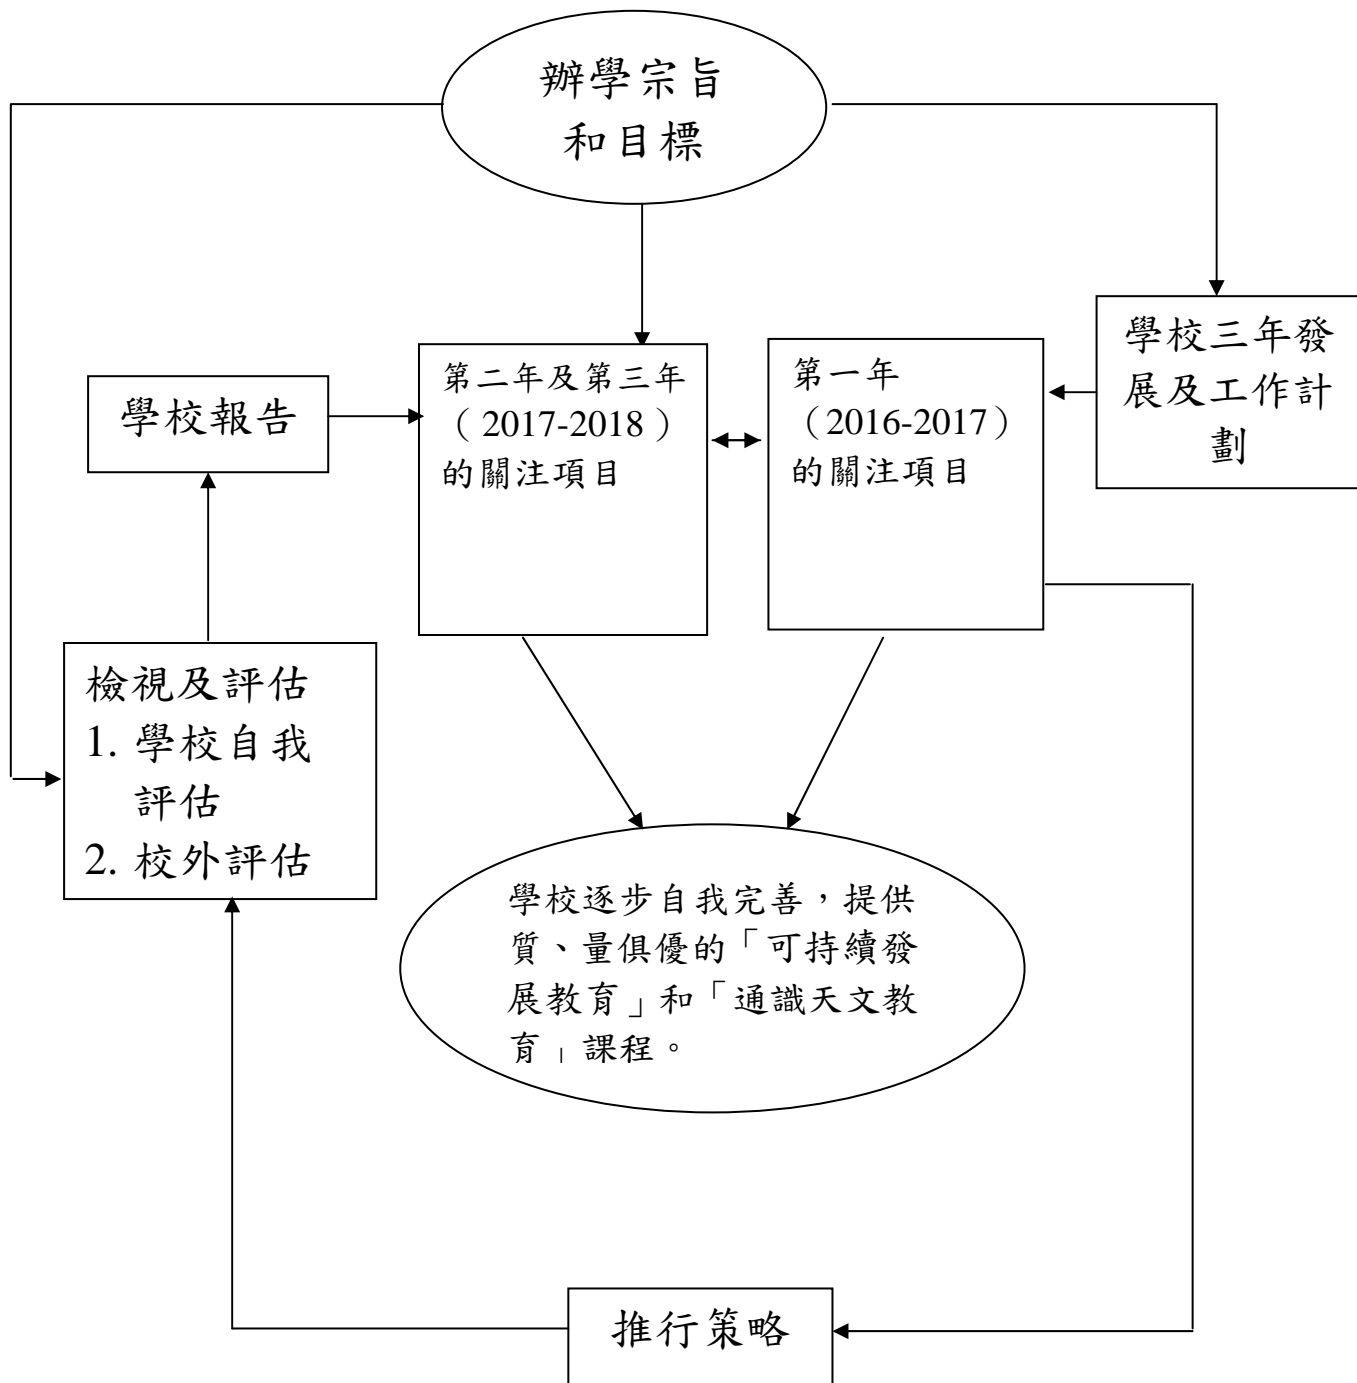 辦學宗旨
和目標
學校三年發
展及工作計
劃
第一年
（2016-2017）
的關注項目
第二年及第三年
（2017-2018）
的關注項目
學校報告
檢視及評估
1. 學校自我
評估
2. 校外評估
學校逐步自我完善，提供
質、量俱優的「可持續發
展教育」和「通識天文教
育」課程。
推行策略